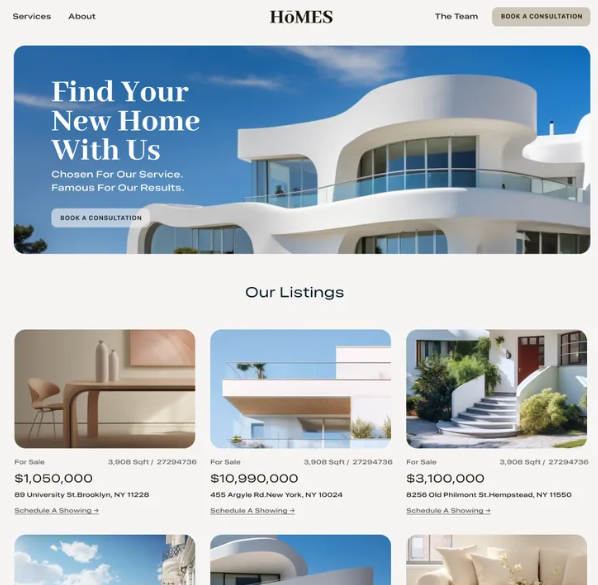 Services About HōMES The Team BOOK A CONSULTATION
Find Your
New Home
With Us
Chosen For Our Service.
Famous For Our Results.
BOOK A CONSULTATION
Our Listings
For Sale 3,908 Sqft / 27294736
$1,050,000
89 University St.Brooklyn, NY 11228
Schedule A Showing →
For Sale 3,908 Sqft / 27294736
$10,990,000
455 Argyle Rd.New York, NY 10024
Schedule A Showing →
For Sale 3,908 Sqft / 27294736
$3,100,000
8256 Old Philmont St.Hempstead, NY 11550
Schedule A Showing →